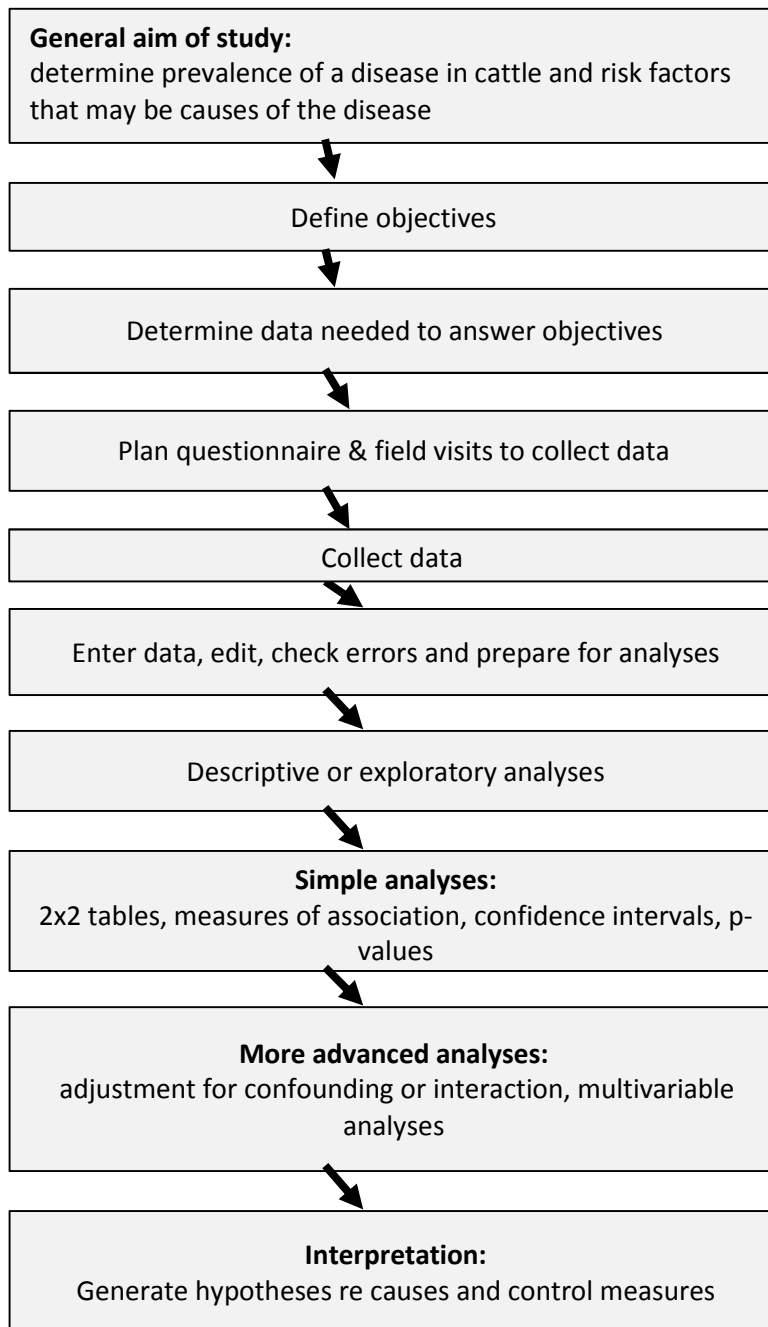 General aim of study:
determine prevalence of a disease in cattle and risk factors
that may be causes of the disease
Define objectives
Determine data needed to answer objectives
Plan questionnaire & field visits to collect data
Collect data
Enter data, edit, check errors and prepare for analyses
Descriptive or exploratory analyses
Simple analyses:
2x2 tables, measures of association, confidence intervals, p-
values
More advanced analyses:
adjustment for confounding or interaction, multivariable
analyses
Interpretation:
Generate hypotheses re causes and control measures